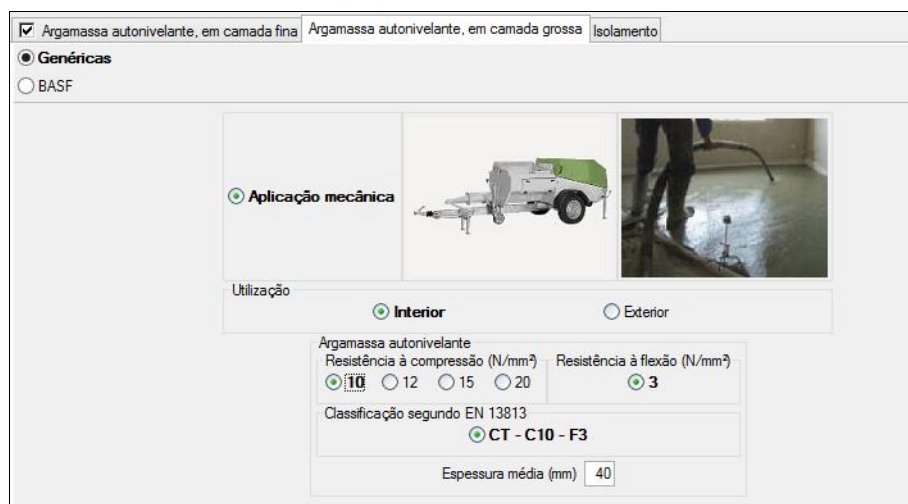 Argamassa autonivelante, em camada fina Argamassa autonivelante, em camada grossa Isolamento
Genéricas
BASF
Aplicação mecânica
Utilização
Interior Exterior
Argamassa autonivelante
Resistência à compressão (N/mm²) Resistência à flexão (N/mm²)
10 12 15 20 3
Classificação segundo EN 13813
CT - C10 - F3
Espessura média (mm) 40